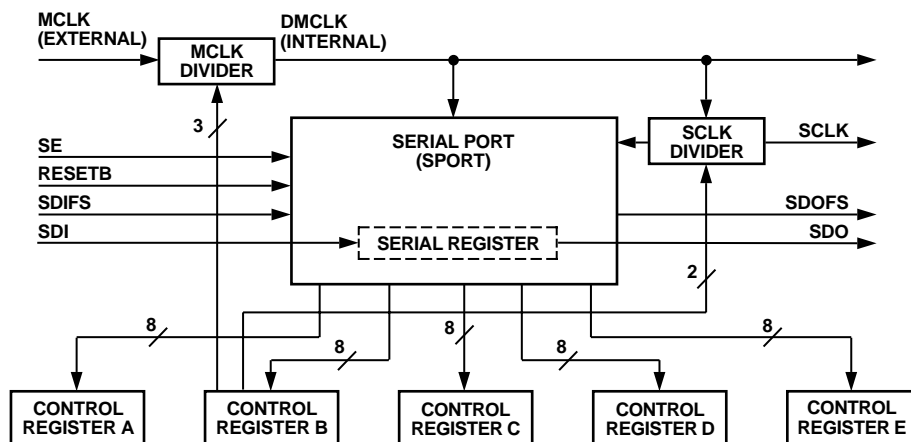 MCLK
(EXTERNAL)
DMCLK
(INTERNAL)
MCLK
DIVIDER
3
SE
RESETB
SDIFS
SDI
SERIAL PORT
(SPORT)
SERIAL REGISTER
SCLK
DIVIDER
SCLK
SDOFS
SDO
2
8
8
8
8
8
CONTROL
REGISTER A
CONTROL
REGISTER B
CONTROL
REGISTER C
CONTROL
REGISTER D
CONTROL
REGISTER E